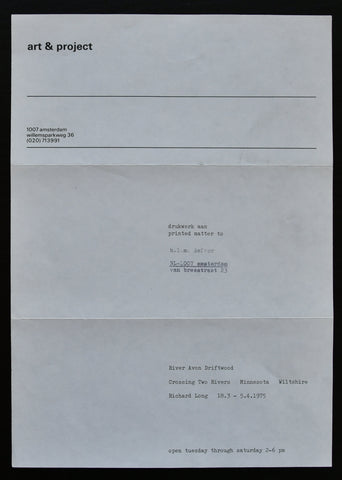 art & project
1007 amsterdam
willemsparkweg 36
(020) 713991
drukwerk aan
printed matter to
NL-1007 amsterdam
van breestraat 23
River Avon Driftwood
Crossing Two Rivers Minnesota Wiltshire
Richard Long 18.3 - 5.4.1975
open tuesday through saturday 2-6 pm